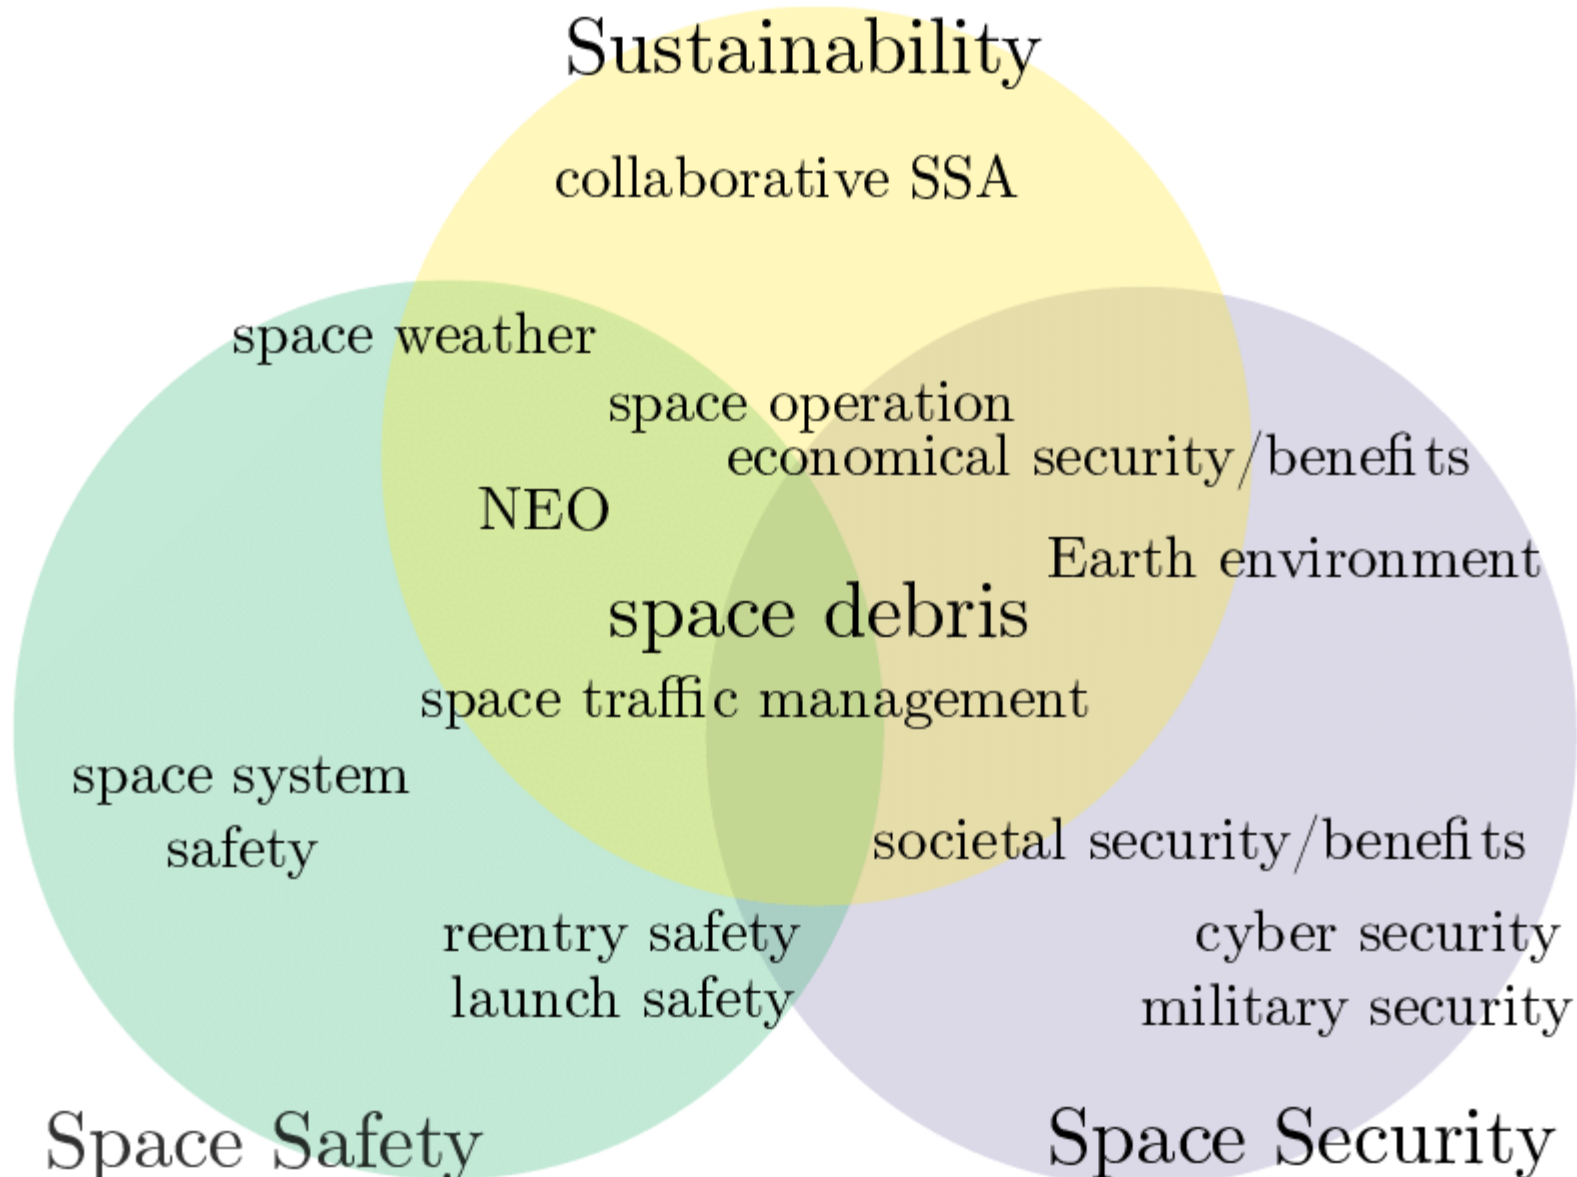 Sustainability
collaborative SSA
space weather
space operation
economical security/benefits
NEO
Earth environment
space debris
space traffic management
space system
safety
societal security/benefits
reentry safety
cyber security
launch safety
military security
Space Safety
Space Security